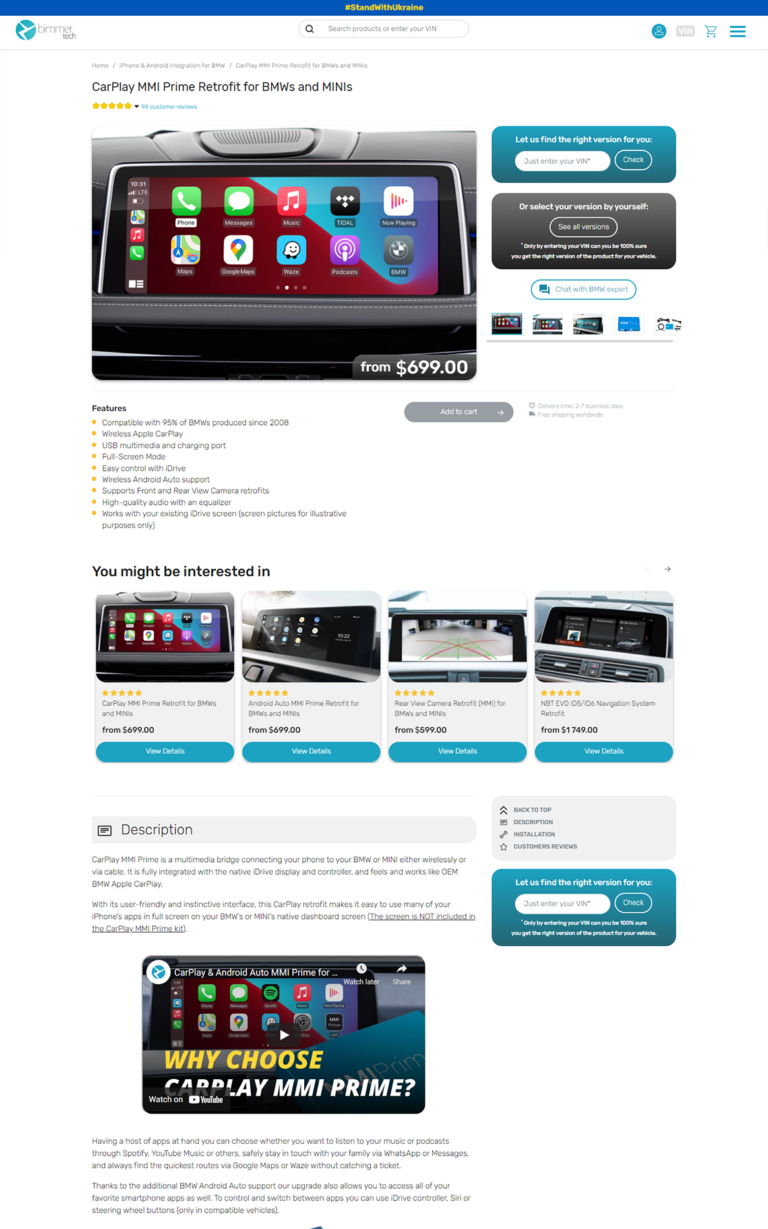 #StandWithUkraine
bimmer
tech
Search products or enter your VIN
VIN
Home / iPhone & Android Integration for BMW / CarPlay MMI Prime Retrofit for BMWs and MINIs
CarPlay MMI Prime Retrofit for BMWs and MINIs
94 customer reviews
10:31
LTE
Phone
Messages
Music
TIDAL
Now Playing
Maps
Google Maps
Waze
Podcasts
BMW
from $699.00
Let us find the right version for you:
Just enter your VIN*
Check
Or select your version by yourself:
See all versions
* Only by entering your VIN can you be 100% sure
you get the right version of the product for your vehicle.
Chat with BMW expert
Features
Compatible with 95% of BMWs produced since 2008
Wireless Apple CarPlay
USB multimedia and charging port
Full-Screen Mode
Easy control with iDrive
Wireless Android Auto support
Supports Front and Rear View Camera retrofits
High-quality audio with an equalizer
Works with your existing iDrive screen (screen pictures for illustrative
purposes only)
Add to cart
Delivery time: 2-7 business days
Free shipping worldwide
You might be interested in
10:22
CarPlay MMI Prime Retrofit for BMWs
and MINIs
from $699.00
View Details
Android Auto MMI Prime Retrofit for
BMWs and MINIs
from $699.00
View Details
Rear View Camera Retrofit (MMI) for
BMWs and MINIs
from $599.00
View Details
NBT EVO ID5/ID6 Navigation System
Retrofit
from $1 749.00
View Details
Description
CarPlay MMI Prime is a multimedia bridge connecting your phone to your BMW or MINI either wirelessly or
via cable. It is fully integrated with the native iDrive display and controller, and feels and works like OEM
BMW Apple CarPlay.
With its user-friendly and instinctive interface, this CarPlay retrofit makes it easy to use many of your
iPhone's apps in full screen on your BMW's or MINI's native dashboard screen (The screen is NOT included in
the CarPlay MMI Prime kit).
BACK TO TOP
DESCRIPTION
INSTALLATION
CUSTOMERS REVIEWS
Let us find the right version for you:
Just enter your VIN*
Check
* Only by entering your VIN can you be 100% sure
you get the right version of the product for your vehicle.
CarPlay & Android Auto MMI Prime for ...
Watch later
Share
WHY CHOOSE
CARPLAY MMI PRIME?
Watch on YouTube
Having a host of apps at hand you can choose whether you want to listen to your music or podcasts
through Spotify, YouTube Music or others, safely stay in touch with your family via WhatsApp or Messages,
and always find the quickest routes via Google Maps or Waze without catching a ticket.
Thanks to the additional BMW Android Auto support our upgrade also allows you to access all of your
favorite smartphone apps as well. To control and switch between apps you can use iDrive controller, Siri or
steering wheel buttons (only in compatible vehicles).